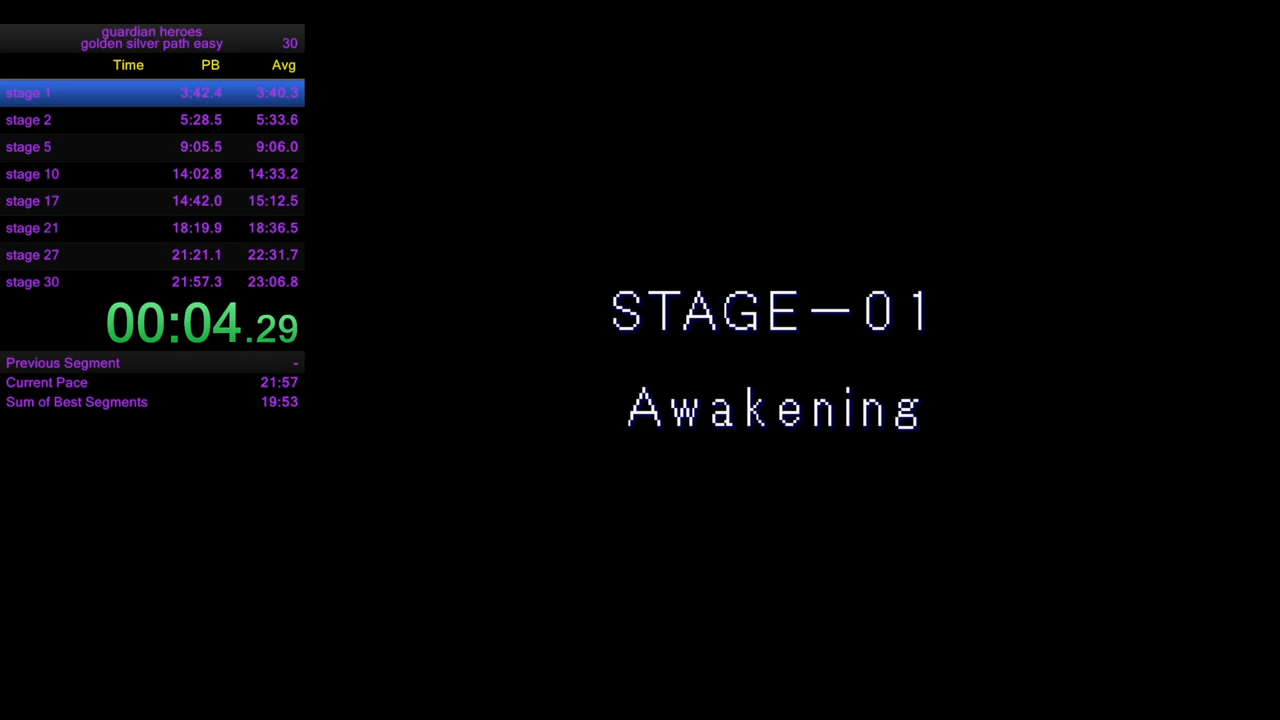 guardian heroes
golden silver path easy 30
Time PB Avg
stage 1 3:42.4 3:40.3
stage 2 5:28.5 5:33.6
stage 5 9:05.5 9:06.0
stage 10 14:02.8 14:33.2
stage 17 14:42.0 15:12.5
stage 21 18:19.9 18:36.5
stage 27 21:21.1 22:31.7
stage 30 21:57.3 23:06.8
00:04.29
Previous Segment -
Current Pace 21:57
Sum of Best Segments 19:53
STAGE-01
Awakening